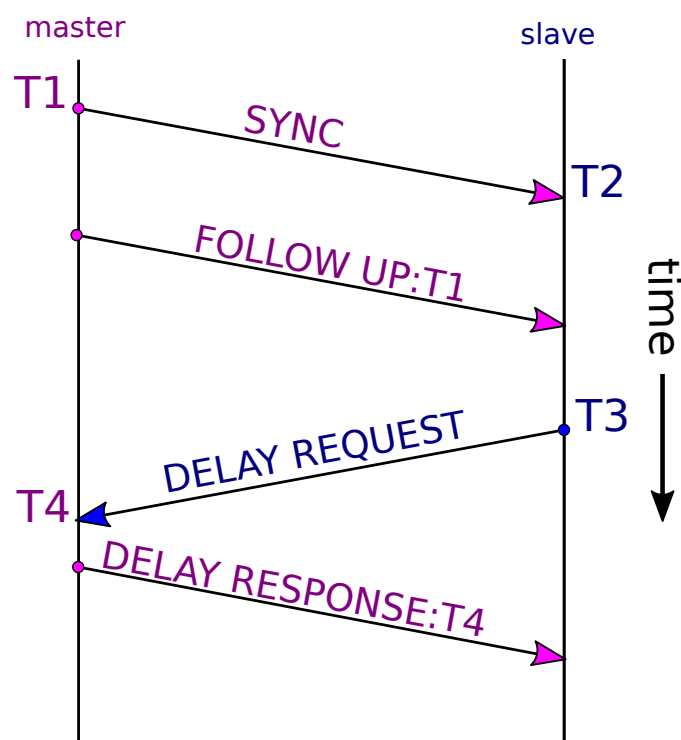 master
slave
T1
SYNC
T2
FOLLOW UP:T1
time
T3
DELAY REQUEST
T4
DELAY RESPONSE:T4